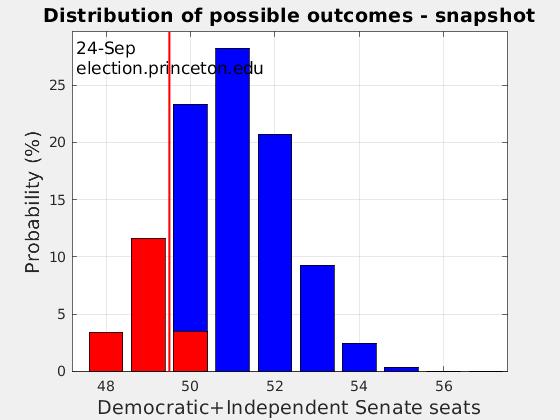 Distribution of possible outcomes - snapshot
24-Sep
election.princeton.edu
Probability (%)
25
20
15
10
5
0
48 50 52 54 56
Democratic+Independent Senate seats